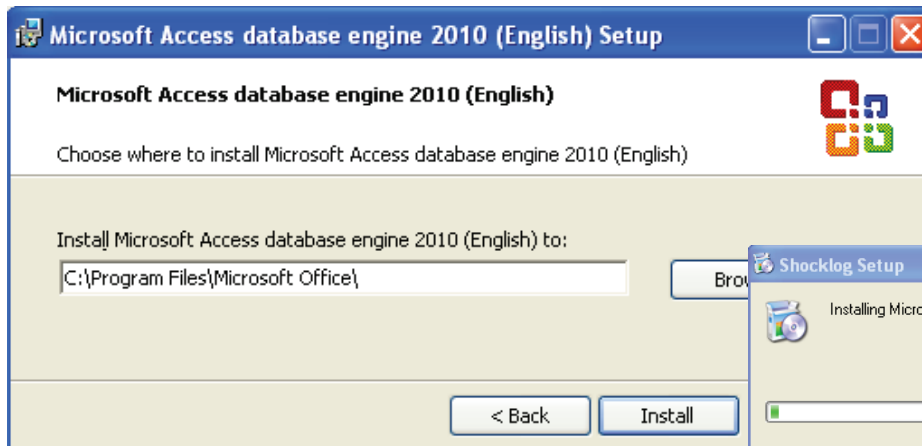 Microsoft Access database engine 2010 (English) Setup
Microsoft Access database engine 2010 (English)
Choose where to install Microsoft Access database engine 2010 (English)
Install Microsoft Access database engine 2010 (English) to:
C:\Program Files\Microsoft Office\
Shocklog Setup
Installing
< Back
Install